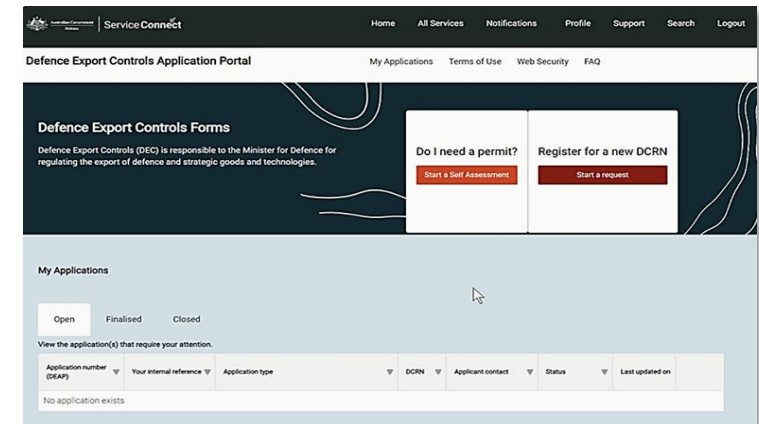 Australian Government
Defence
ServiceConnect
Home All Services Notifications Profile Support Search Logout
Defence Export Controls Application Portal
My Applications Terms of Use Web Security FAQ
Defence Export Controls Forms
Defence Export Controls (DEC) is responsible to the Minister for Defence for
regulating the export of defence and strategic goods and technologies.
Do I need a permit?
Start a Self Assessment
Register for a new DCRN
Start a request
My Applications
Open Finalised Closed
View the application(s) that require your attention.
Application number
(DEAP)
Your internal reference
Application type
DCRN
Applicant contact
Status
Last updated on
No application exists